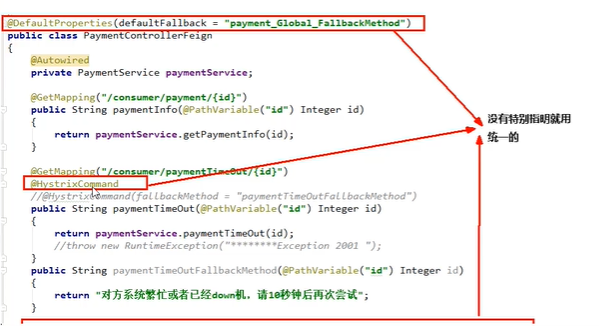 @DefaultProperties(defaultFallback = "payment_Global_FallbackMethod")
public class PaymentControllerFeign
{
@Autowired
private PaymentService paymentService;
@GetMapping("/consumer/payment/{id}")
public String paymentInfo(@PathVariable("id") Integer id)
{
return paymentService.getPaymentInfo(id);
}
@GetMapping("/consumer/paymentTimeOut/{id}")
@HystrixCommand
//@HystrixCommand(fallbackMethod = "paymentTimeOutFallbackMethod")
public String paymentTimeOut(@PathVariable("id") Integer id)
{
return paymentService.paymentTimeOut(id);
//throw new RuntimeException("********Exception 2001 ");
}
public String paymentTimeOutFallbackMethod(@PathVariable("id") Integer id)
{
return "对方系统繁忙或者已经down机，请10秒钟后再次尝试";
}
没有特别指明就用
统一的